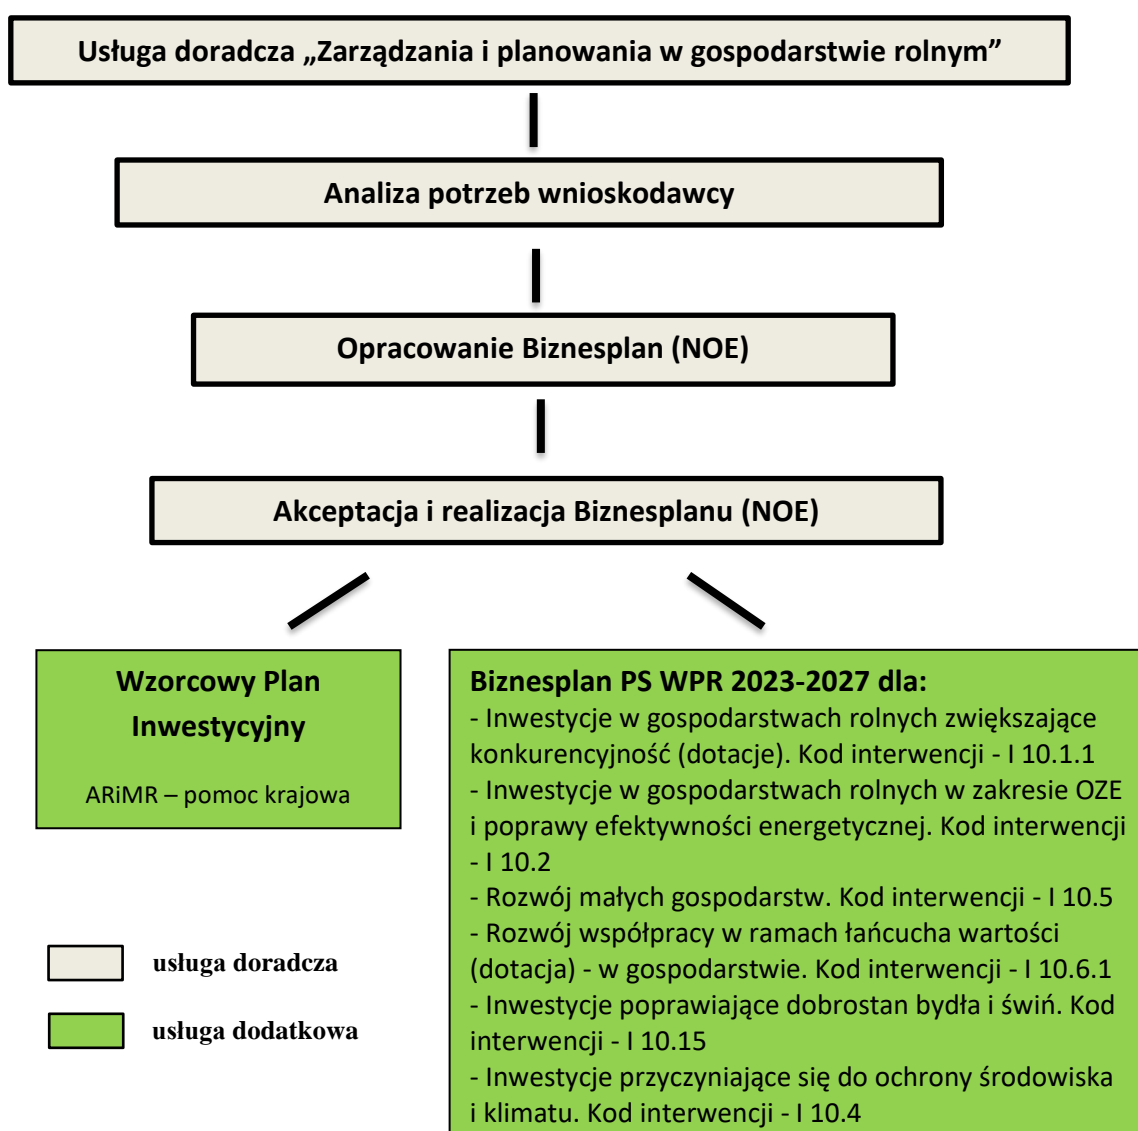 Usługa doradcza „Zarządzania i planowania w gospodarstwie rolnym”
Analiza potrzeb wnioskodawcy
Opracowanie Biznesplan (NOE)
Akceptacja i realizacja Biznesplanu (NOE)
Wzorcowy Plan
Inwestycyjny
ARiMR – pomoc krajowa
Biznesplan PS WPR 2023-2027 dla:
- Inwestycje w gospodarstwach rolnych zwiększające
konkurencyjność (dotacje). Kod interwencji - I 10.1.1
- Inwestycje w gospodarstwach rolnych w zakresie OZE
i poprawy efektywności energetycznej. Kod interwencji
- I 10.2
- Rozwój małych gospodarstw. Kod interwencji - I 10.5
- Rozwój współpracy w ramach łańcucha wartości
(dotacja) - w gospodarstwie. Kod interwencji - I 10.6.1
- Inwestycje poprawiające dobrostan bydła i świń. Kod
interwencji - I 10.15
- Inwestycje przyczyniające się do ochrony środowiska
i klimatu. Kod interwencji - I 10.4
usługa doradcza
usługa dodatkowa